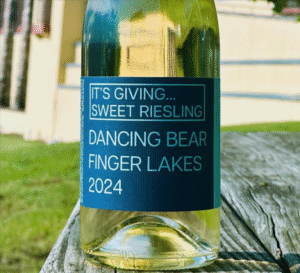 IT'S GIVING...
SWEET RIESLING
DANCING BEAR
FINGER LAKES
2024